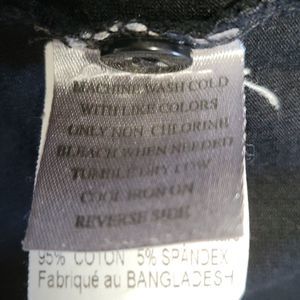 MACHINE WASH COLD
WITH LIKE COLORS
ONLY NON-CHLORINE
BLEACH WHEN NEEDED
TUMBLE DRY LOW
COOL IRON ON
REVERSE SIDE
95% COTON 5% SPANDEX
Fabriqué au BANGLADESH